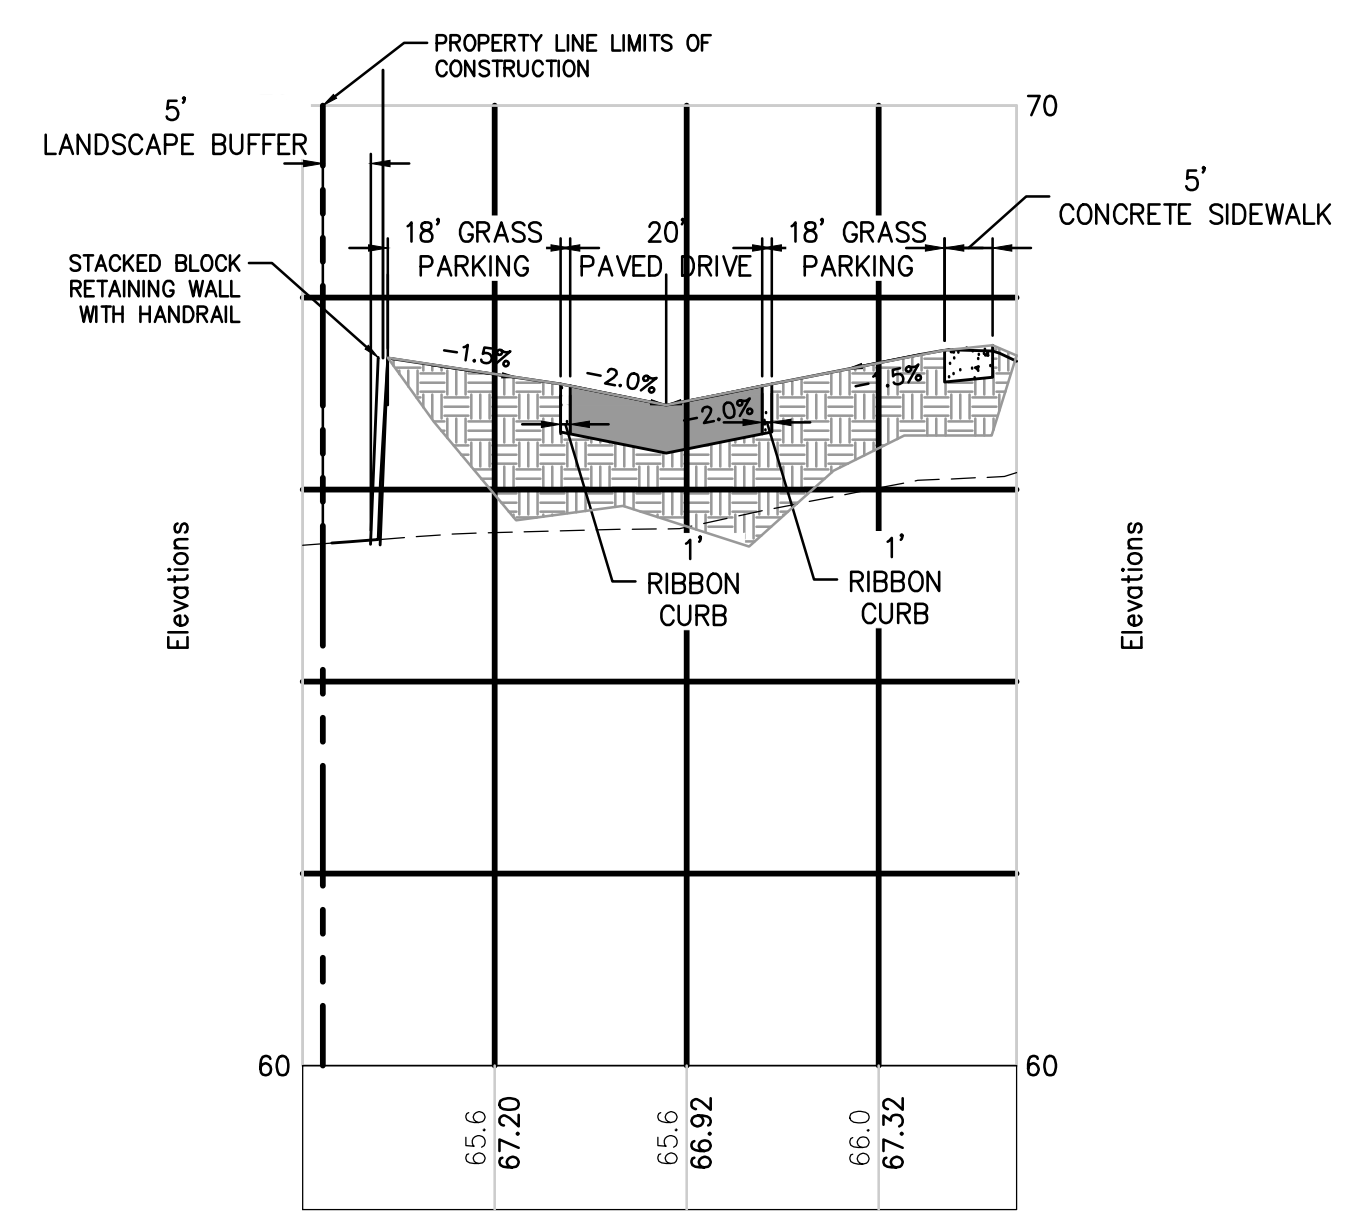 PROPERTY LINE LIMITS OF
CONSTRUCTION
5'
LANDSCAPE BUFFER
70
5'
CONCRETE SIDEWALK
18' GRASS
PARKING
20'
PAVED DRIVE
18' GRASS
PARKING
STACKED BLOCK
RETAINING WALL
WITH HANDRAIL
-1.5%
-2.0%
-2.0%
-1.5%
Elevations
Elevations
1'
RIBBON
CURB
1'
RIBBON
CURB
60
60
65.6
67.20
65.6
66.92
66.0
67.32